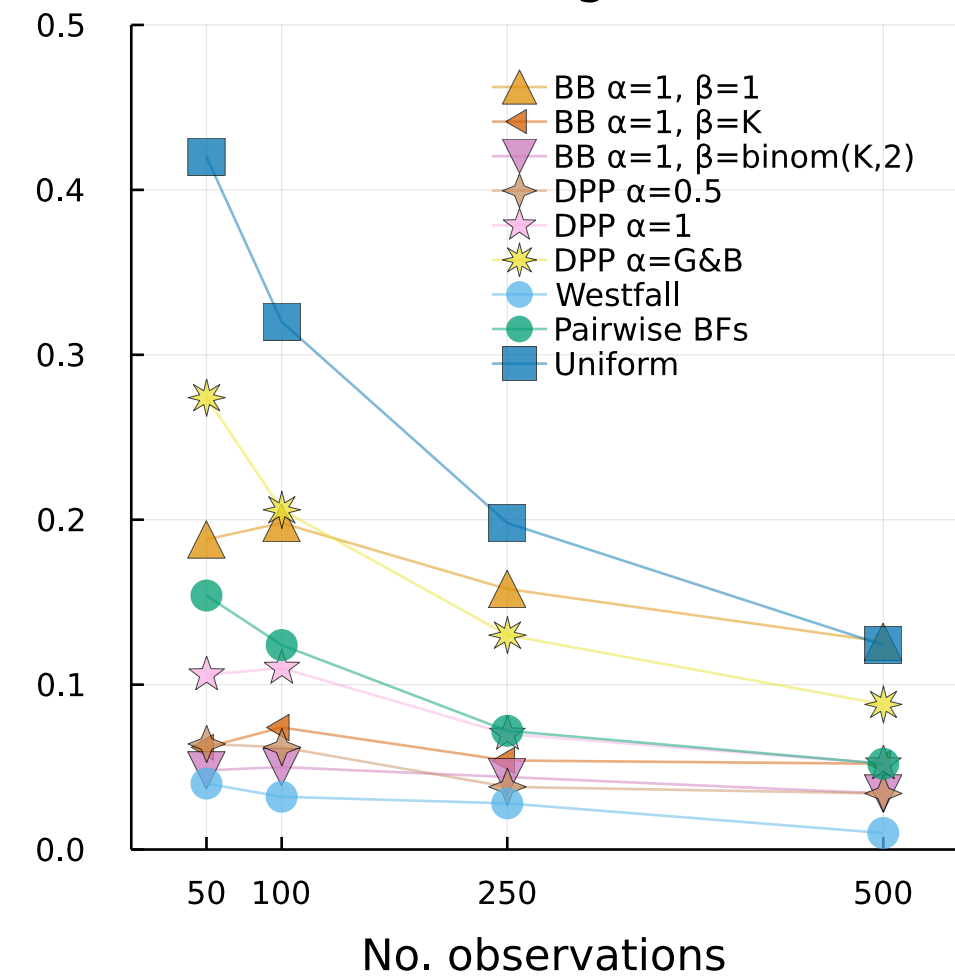 0.5
0.4
0.3
0.2
0.1
0.0
BB α=1, β=1
BB α=1, β=K
BB α=1, β=binom(K,2)
DPP α=0.5
DPP α=1
DPP α=G&B
Westfall
Pairwise BFs
Uniform
50 100 250 500
No. observations